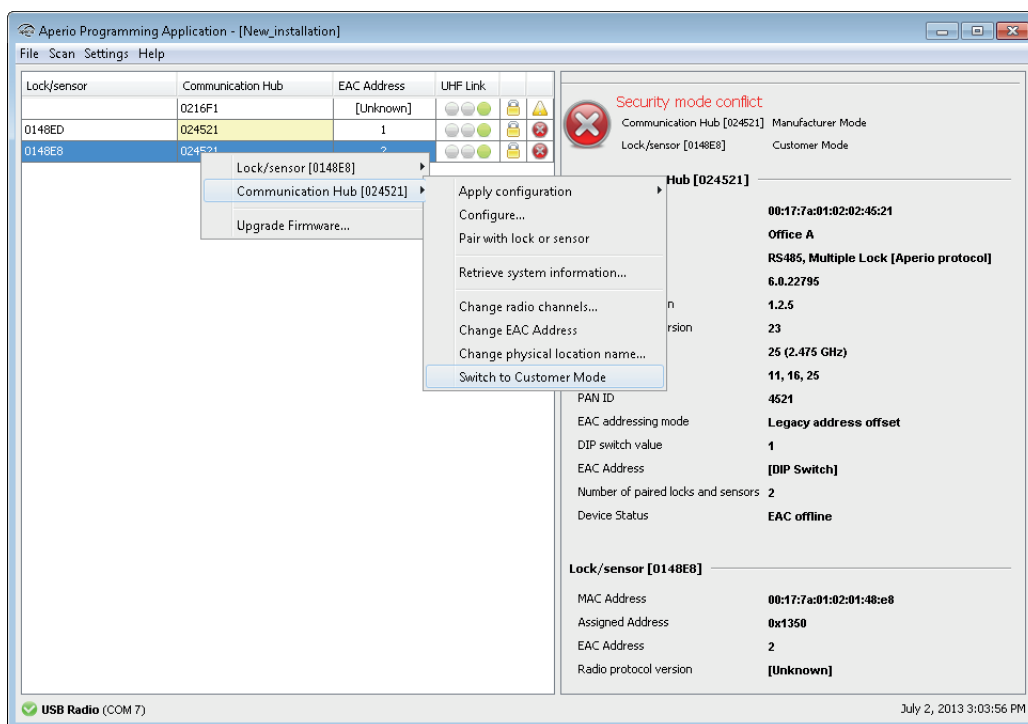 Aperio Programming Application - [New_installation]
File Scan Settings Help
Lock/sensor Communication Hub EAC Address UHF Link
0216F1 [Unknown]
0148ED 024521 1
0148E8 024521 2
Lock/sensor [0148E8]
Communication Hub [024521]
Upgrade Firmware...
Apply configuration
Configure...
Pair with lock or sensor
Retrieve system information...
Change radio channels...
Change EAC Address
Change physical location name...
Switch to Customer Mode
Security mode conflict
Communication Hub [024521] Manufacturer Mode
Lock/sensor [0148E8] Customer Mode
Hub [024521]
00:17:7a:01:02:02:45:21
Office A
RS485, Multiple Lock [Aperio protocol]
6.0.22795
n 1.2.5
rsion 23
25 (2.475 GHz)
11, 16, 25
PAN ID 4521
EAC addressing mode Legacy address offset
DIP switch value 1
EAC Address [DIP Switch]
Number of paired locks and sensors 2
Device Status EAC offline
Lock/sensor [0148E8]
MAC Address 00:17:7a:01:02:01:48:e8
Assigned Address 0x1350
EAC Address 2
Radio protocol version [Unknown]
USB Radio (COM 7) July 2, 2013 3:03:56 PM